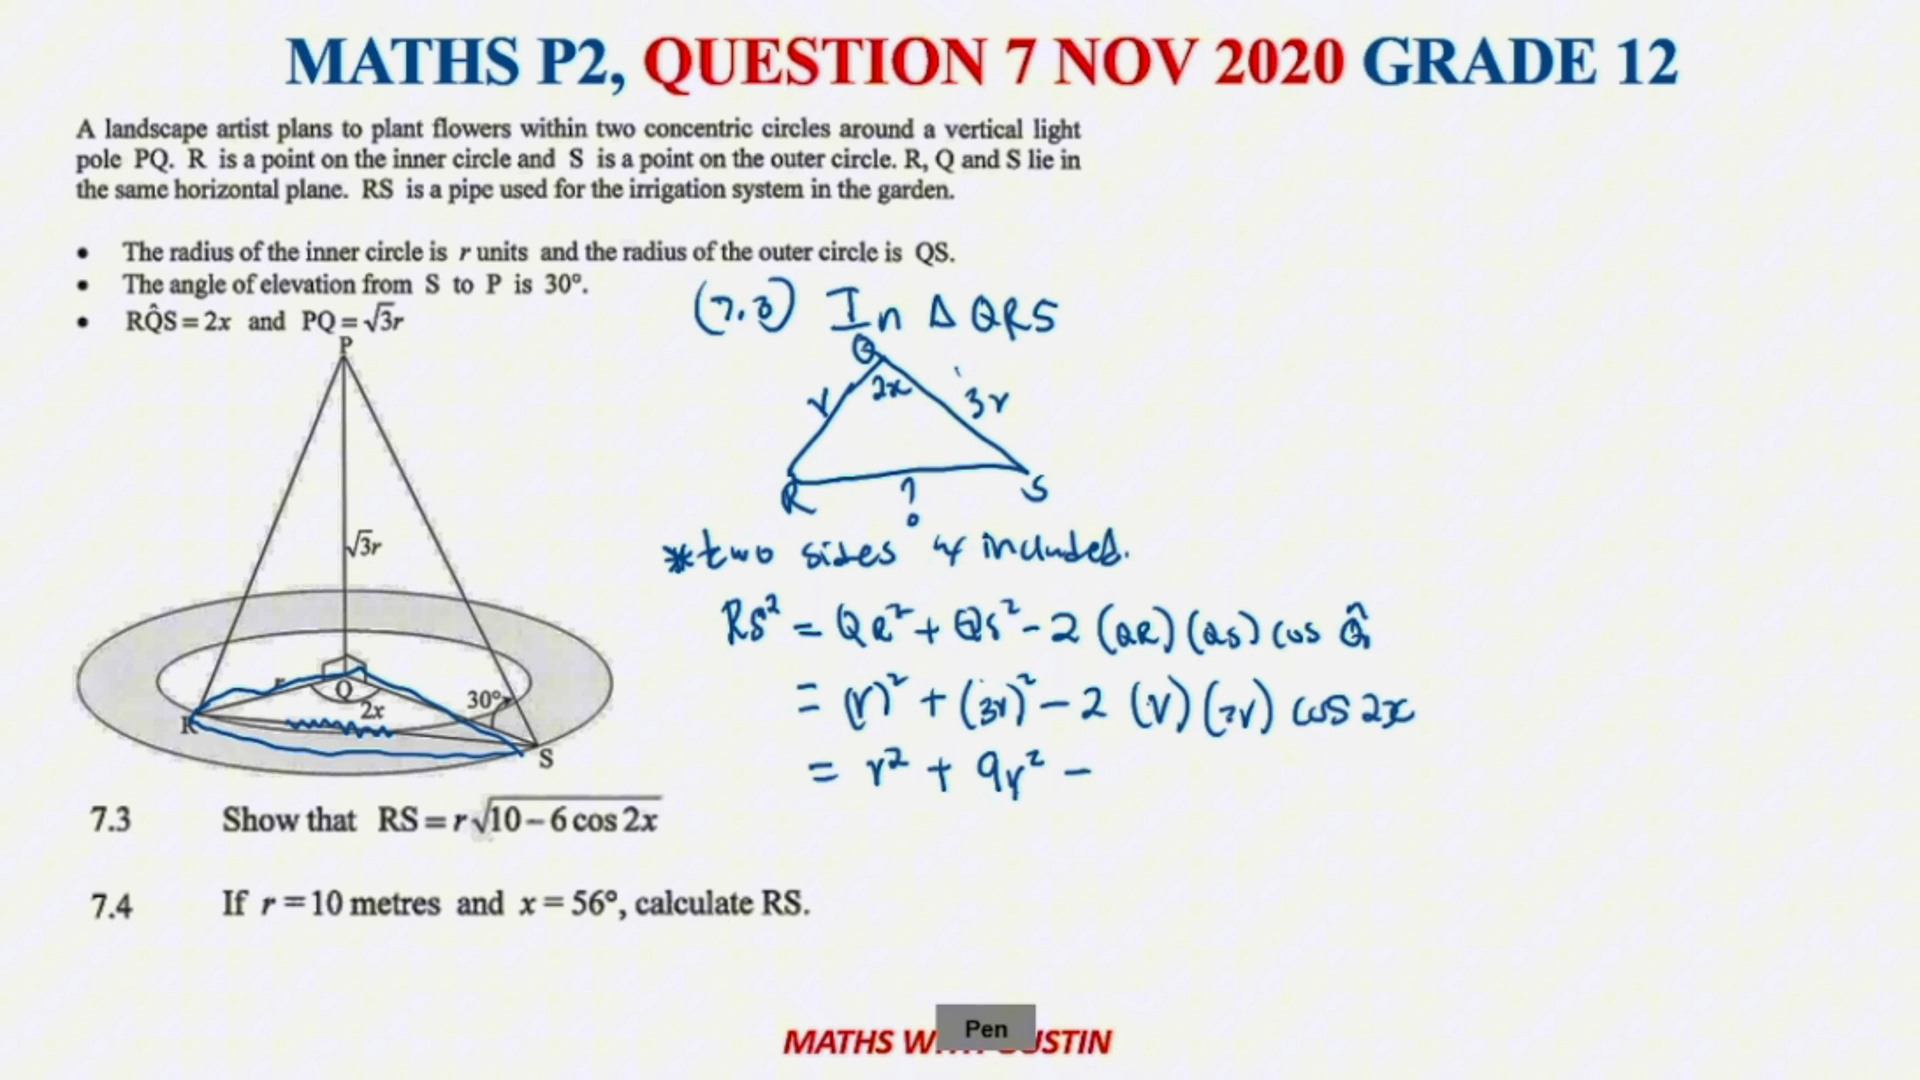 MATHS P2, QUESTION 7 NOV 2020 GRADE 12
A landscape artist plans to plant flowers within two concentric circles around a vertical light
pole PQ. R is a point on the inner circle and S is a point on the outer circle. R, Q and S lie in
the same horizontal plane. RS is a pipe used for the irrigation system in the garden.
• The radius of the inner circle is r units and the radius of the outer circle is QS.
• The angle of elevation from S to P is 30°.
• RQ̂S = 2x and PQ = √3r
P
√3r
r
Q
2x
30°
R
S
7.3 Show that RS = r√(10 − 6 cos 2x)
7.4 If r = 10 metres and x = 56°, calculate RS.
(7.3) In Δ QRS
Q
2x
r
3r
R
?
S
*two sides & included.
RS² = QR² + QS² - 2 (QR) (QS) cos Q̂
= (r)² + (3r)² - 2 (r) (3r) cos 2x
= r² + 9r² -
Pen
MATHS W
STIN